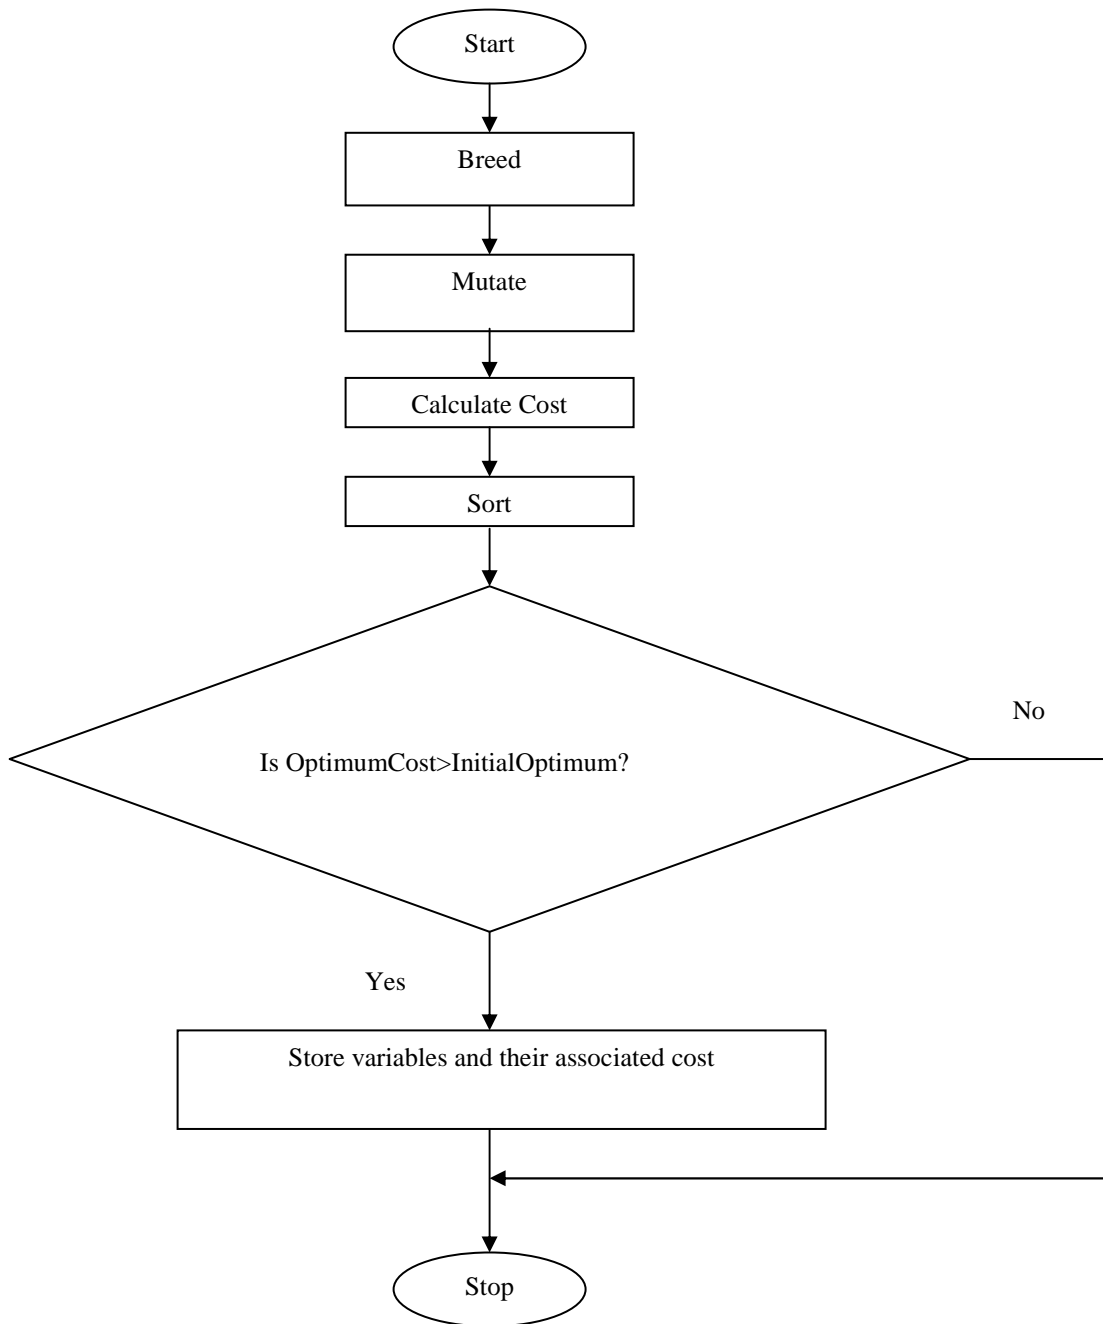 Start
Breed
Mutate
Calculate Cost
Sort
Is OptimumCost>InitialOptimum?
No
Yes
Store variables and their associated cost
Stop